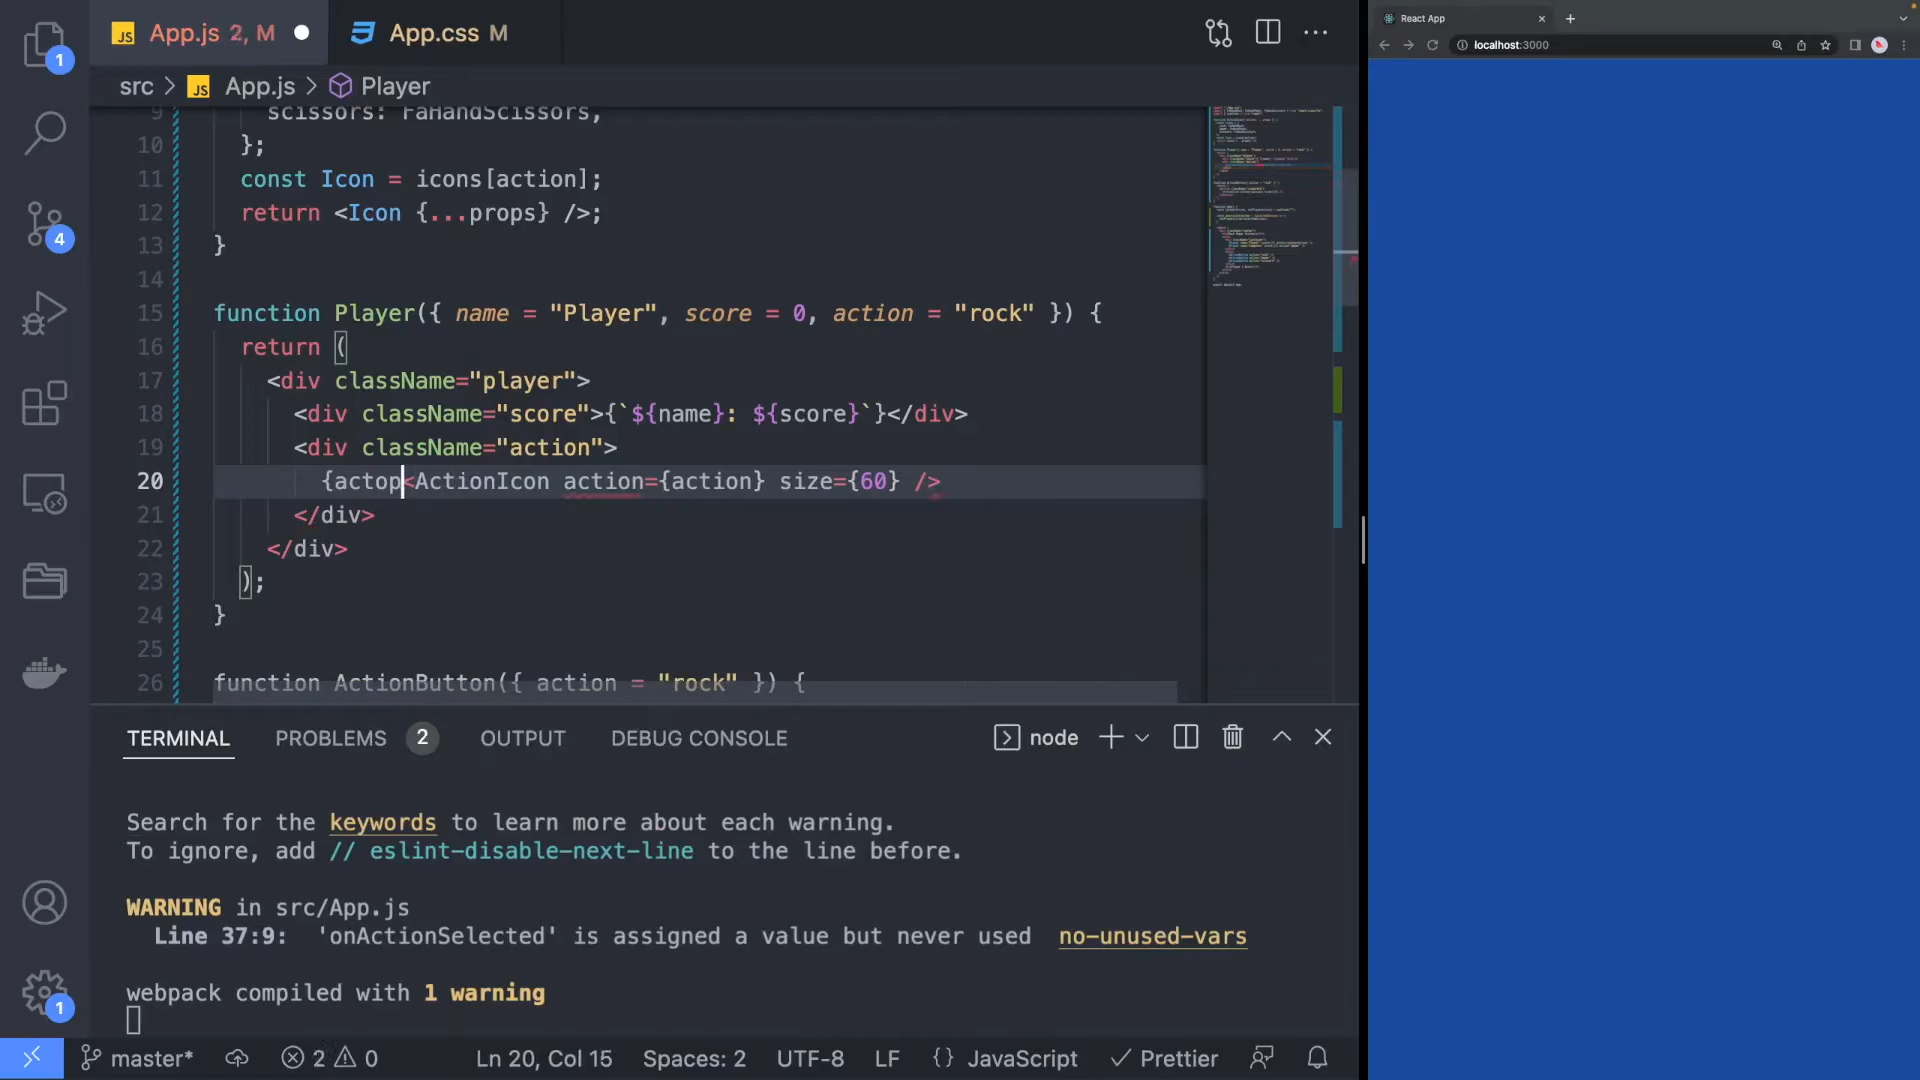 App.js 2, M
App.css M
React App
localhost:3000
src > App.js > Player
9 scissors: FaHandScissors,
10 };
11 const Icon = icons[action];
12 return <Icon {...props} />;
13 }
14
15 function Player({ name = "Player", score = 0, action = "rock" }) {
16 return (
17 <div className="player">
18 <div className="score">{`${name}: ${score}`}</div>
19 <div className="action">
20 {actop<ActionIcon action={action} size={60} />
21 </div>
22 </div>
23 );
24 }
25
26 function ActionButton({ action = "rock" }) {
1
4
1
TERMINAL PROBLEMS 2 OUTPUT DEBUG CONSOLE node
Search for the keywords to learn more about each warning.
To ignore, add // eslint-disable-next-line to the line before.
WARNING in src/App.js
Line 37:9: 'onActionSelected' is assigned a value but never used no-unused-vars
webpack compiled with 1 warning
master* 2 0 Ln 20, Col 15 Spaces: 2 UTF-8 LF {} JavaScript Prettier